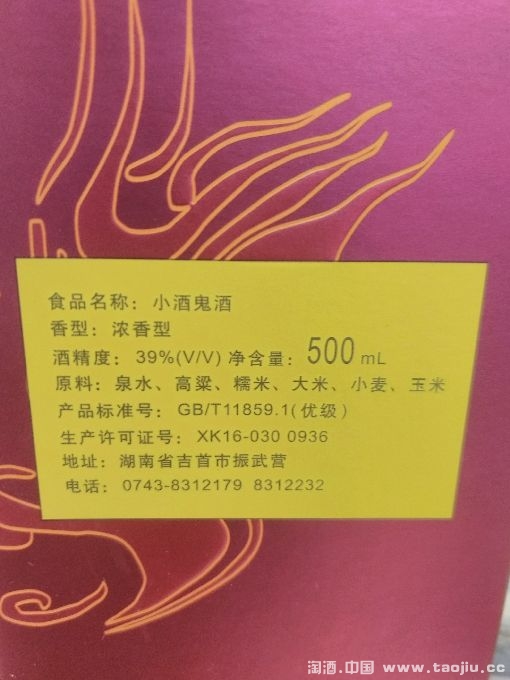 食品名称：小酒鬼酒
香型：浓香型
酒精度：39%(V/V) 净含量：500mL
原料：泉水、高粱、糯米、大米、小麦、玉米
产品标准号：GB/T11859.1(优级)
生产许可证号：XK16-030 0936
地址：湖南省吉首市振武营
电话：0743-8312179 8312232
淘酒.中国 www.taojiu.cc